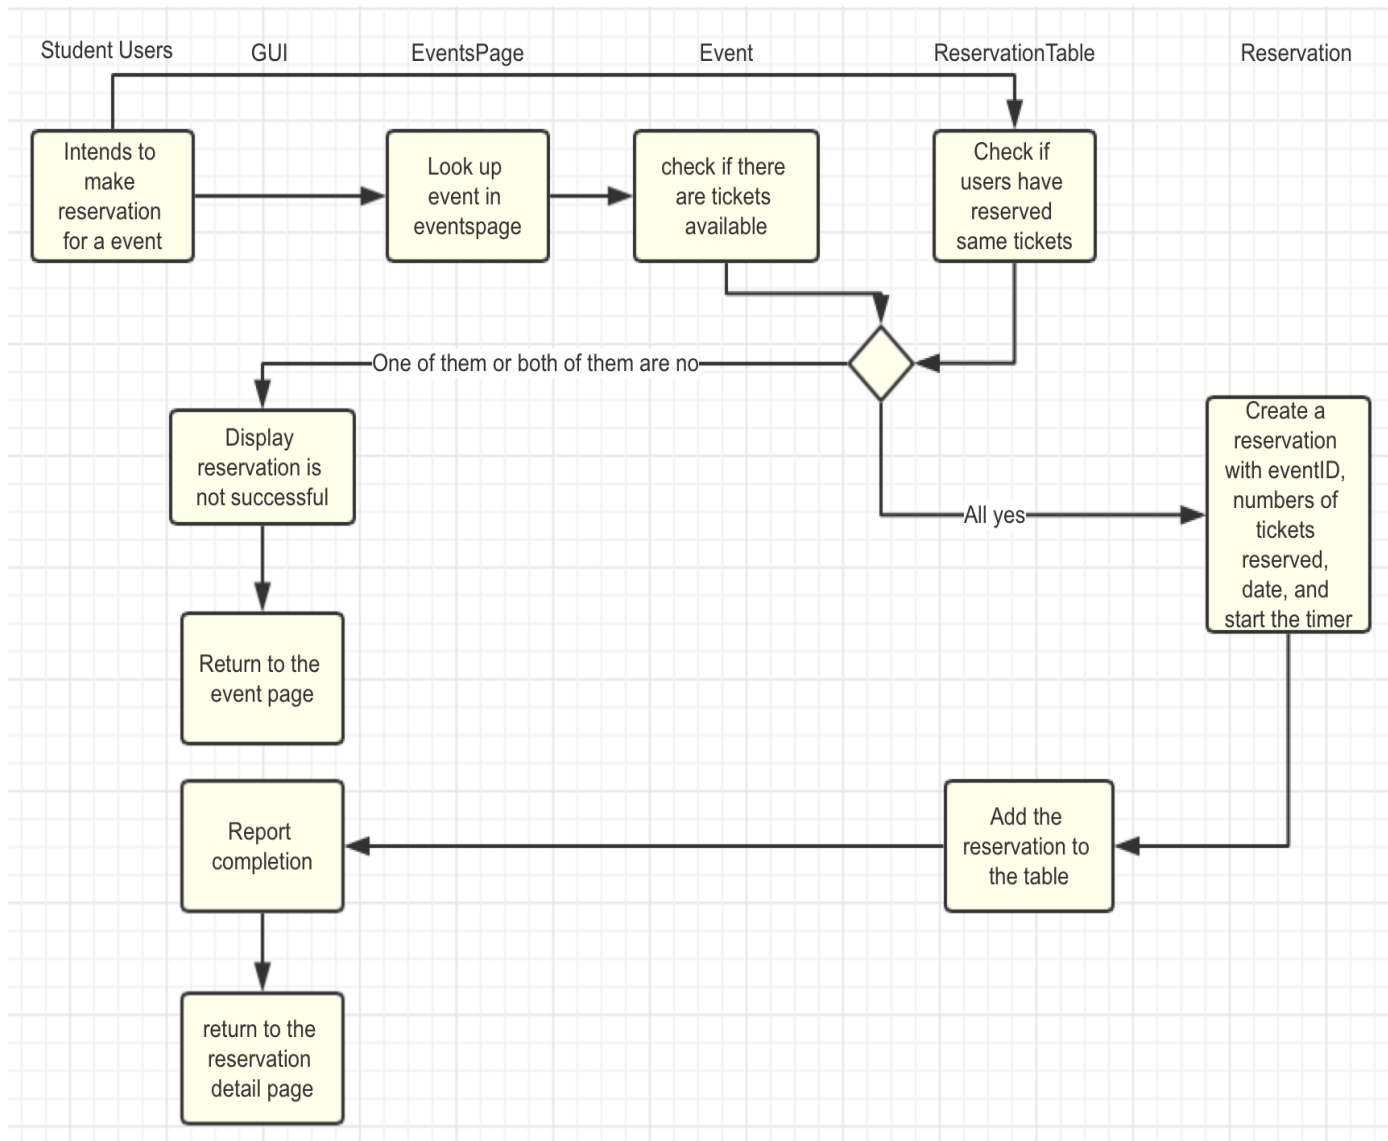 Student Users
GUI
EventsPage
Event
ReservationTable
Reservation
Intends to
make
reservation
for a event
Look up
event in
eventspage
check if there
are tickets
available
Check if
users have
reserved
same tickets
One of them or both of them are no
Display
reservation is
not successful
All yes
Create a
reservation
with eventID,
numbers of
tickets
reserved,
date, and
start the timer
Return to the
event page
Report
completion
Add the
reservation to
the table
return to the
reservation
detail page